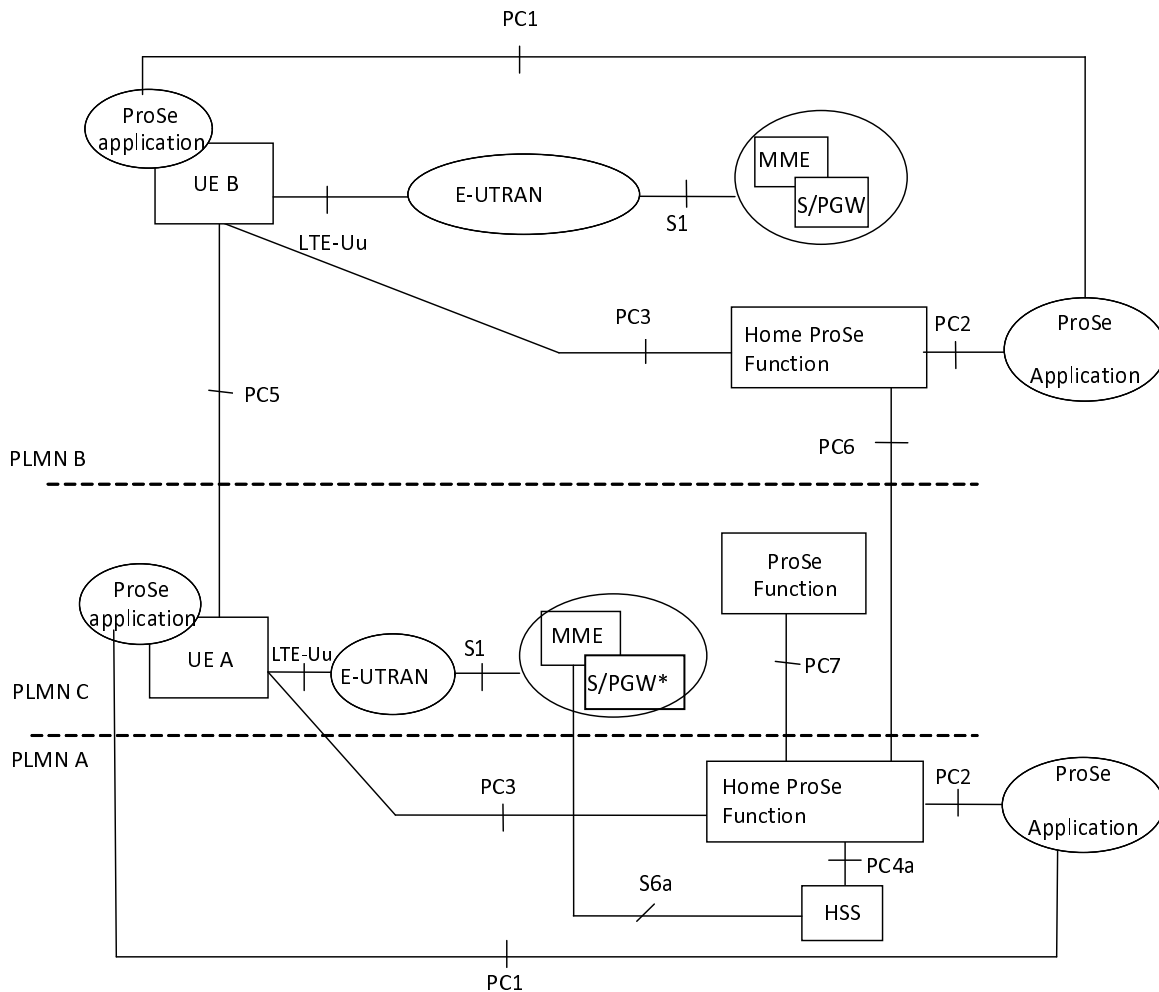 PC1
ProSe
application
UE B
E-UTRAN
MME
S/PGW
S1
LTE-Uu
PC3
Home ProSe
Function
PC2
ProSe
Application
PC5
PC6
PLMN B
ProSe
Function
ProSe
application
UE A
LTE-Uu
E-UTRAN
S1
MME
S/PGW*
PC7
PLMN C
PLMN A
PC3
Home ProSe
Function
PC2
ProSe
Application
PC4a
S6a
HSS
PC1